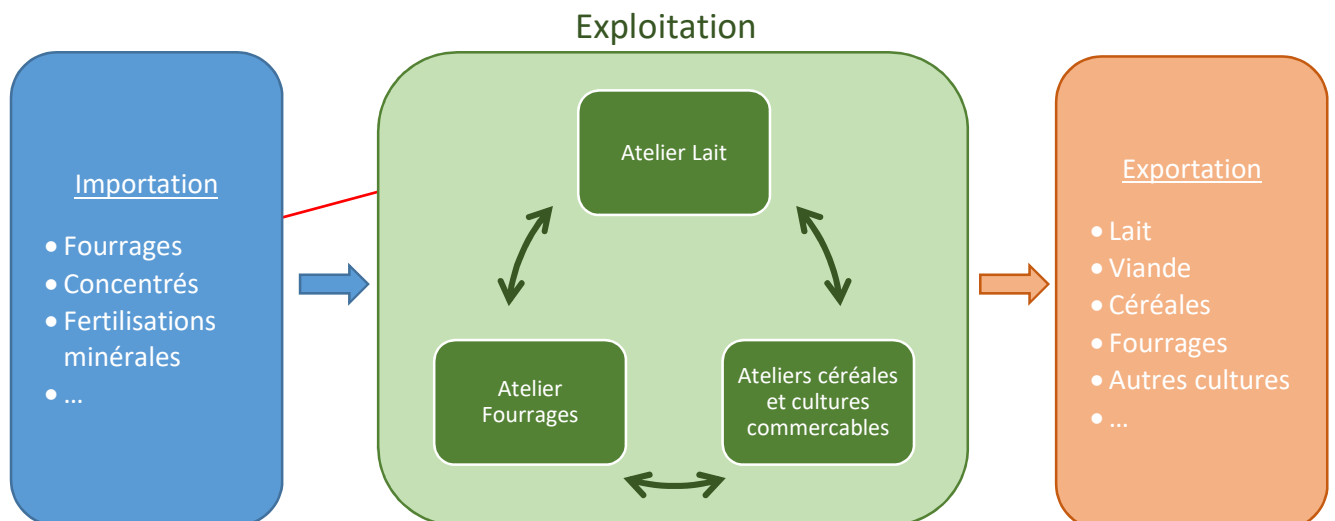 Exploitation
Importation
• Fourrages
• Concentrés
• Fertilisations
minérales
• ...
Atelier Lait
Atelier
Fourrages
Ateliers céréales
et cultures
commercables
Exportation
• Lait
• Viande
• Céréales
• Fourrages
• Autres cultures
• ...